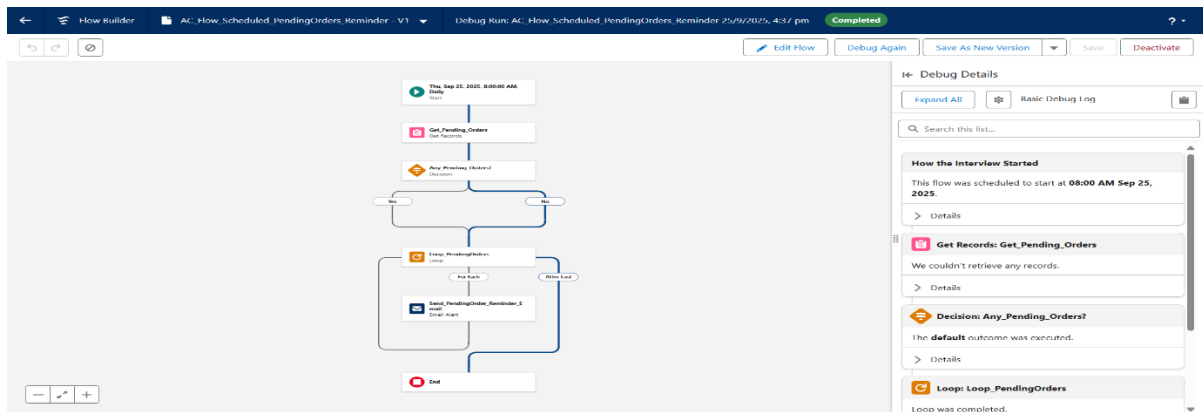 Flow Builder
AC_Flow_Scheduled_PendingOrders_Reminder - V1
Debug Run: AC_Flow_Scheduled_PendingOrders_Reminder 25/9/2025, 4:37 pm
Completed
?
Edit Flow
Debug Again
Save As New Version
Save
Deactivate
Thu, Sep 25, 2025, 8:00:00 AM,
Daily
Start
Get_Pending_Orders
Get Records
Any_Pending_Orders?
Decision
Yes
No
Loop_PendingOrders
Loop
For Each
After Last
Send_PendingOrder_Reminder_E
mail
Email Alert
End
Debug Details
Expand All
Basic Debug Log
Search this list...
How the Interview Started
This flow was scheduled to start at 08:00 AM Sep 25,
2025.
Details
Get Records: Get_Pending_Orders
We couldn't retrieve any records.
Details
Decision: Any_Pending_Orders?
The default outcome was executed.
Details
Loop: Loop_PendingOrders
Loop was completed.